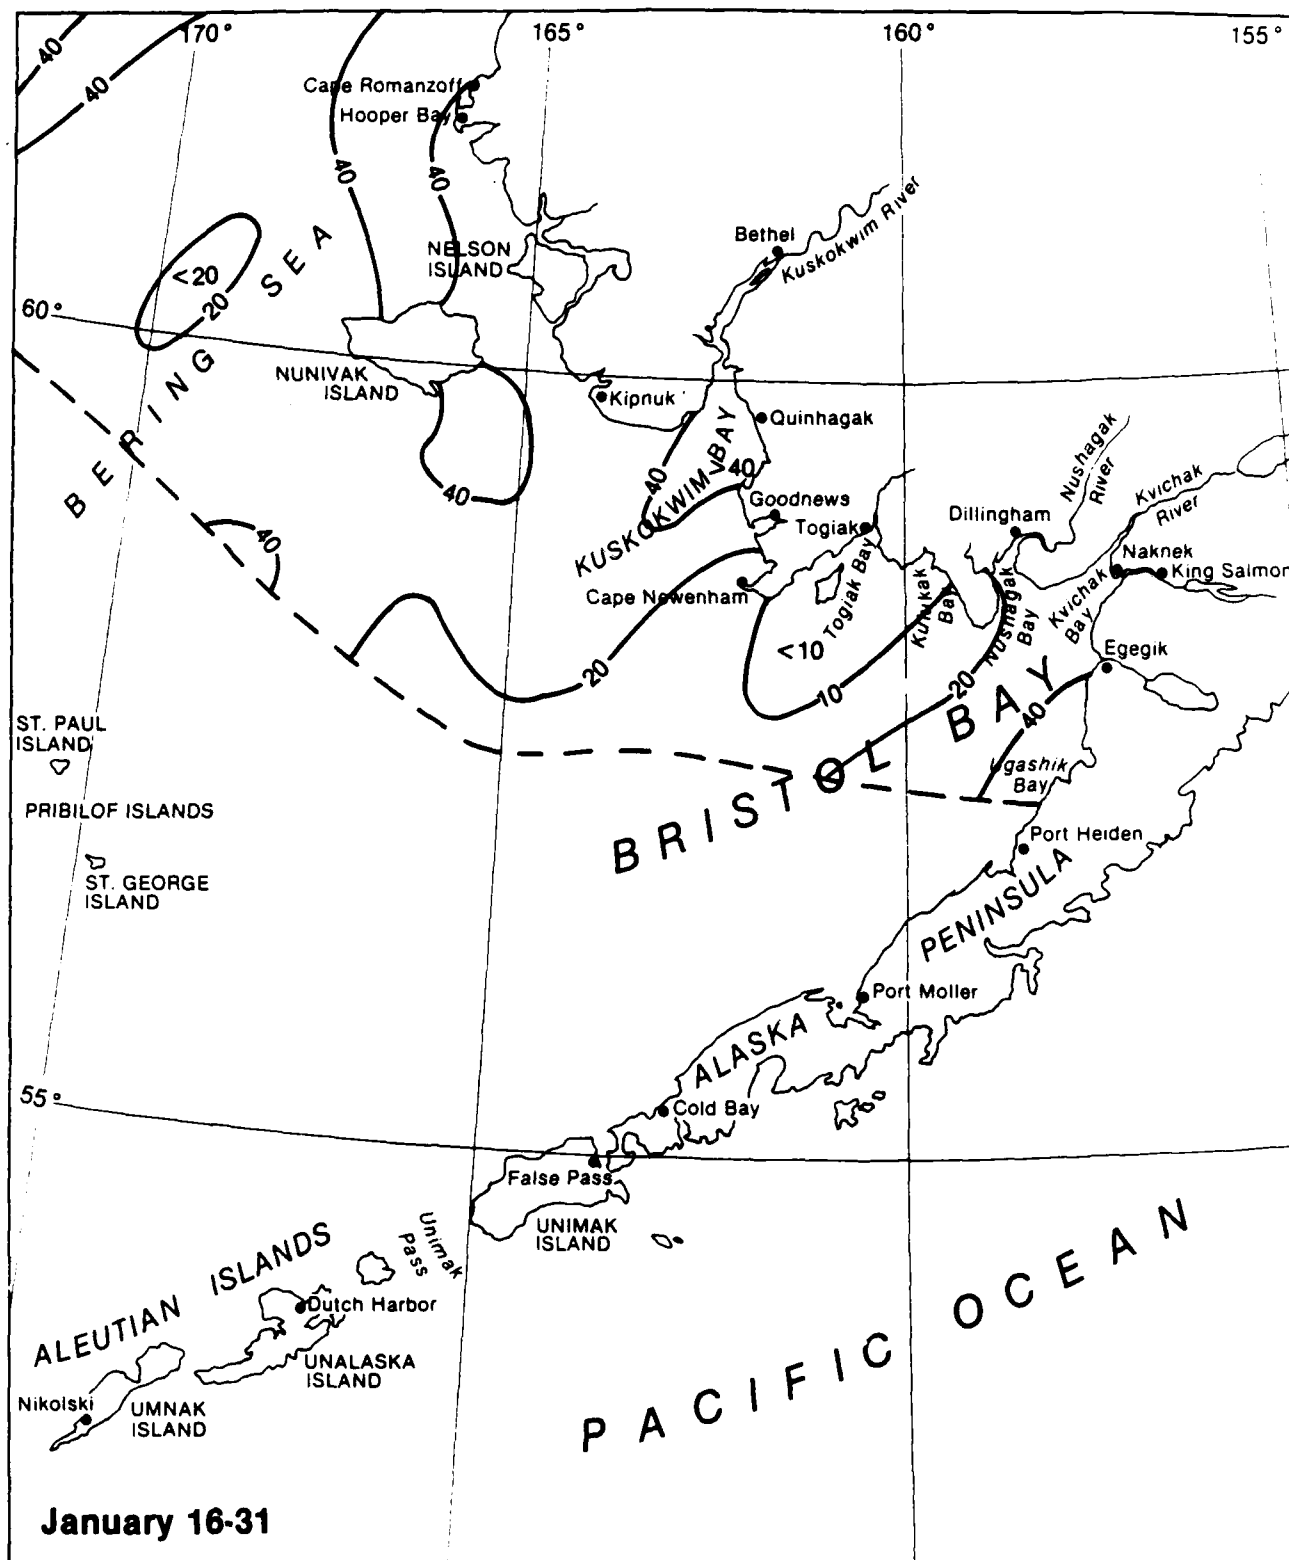 170°
165°
160°
155°
40
40
Cape Romanzoff
Hooper Bay
40
40
Bethel
Kuskokwim River
NELSON
ISLAND
<20
20
BERING SEA
60°
NUNIVAK
ISLAND
Kipnuk
Quinhagak
40
40
40
KUSKOKWIM BAY
Goodnews
Togiak
Dillingham
Nushagak
River
Kvichak
River
Naknek
King Salmon
40
Cape Newenham
Togiak Bay
Kulukak
Bay
Nushagak
Bay
Kvichak
Bay
<10
Egegik
20
10
20
40
ST. PAUL
ISLAND
Ugashik
Bay
BRISTOL BAY
PRIBILOF ISLANDS
Port Heiden
ST. GEORGE
ISLAND
ALASKA PENINSULA
Port Moller
55°
Cold Bay
False Pass
UNIMAK
ISLAND
Unimak
Pass
ALEUTIAN ISLANDS
Dutch Harbor
UNALASKA
ISLAND
Nikolski
UMNAK
ISLAND
PACIFIC OCEAN
January 16-31